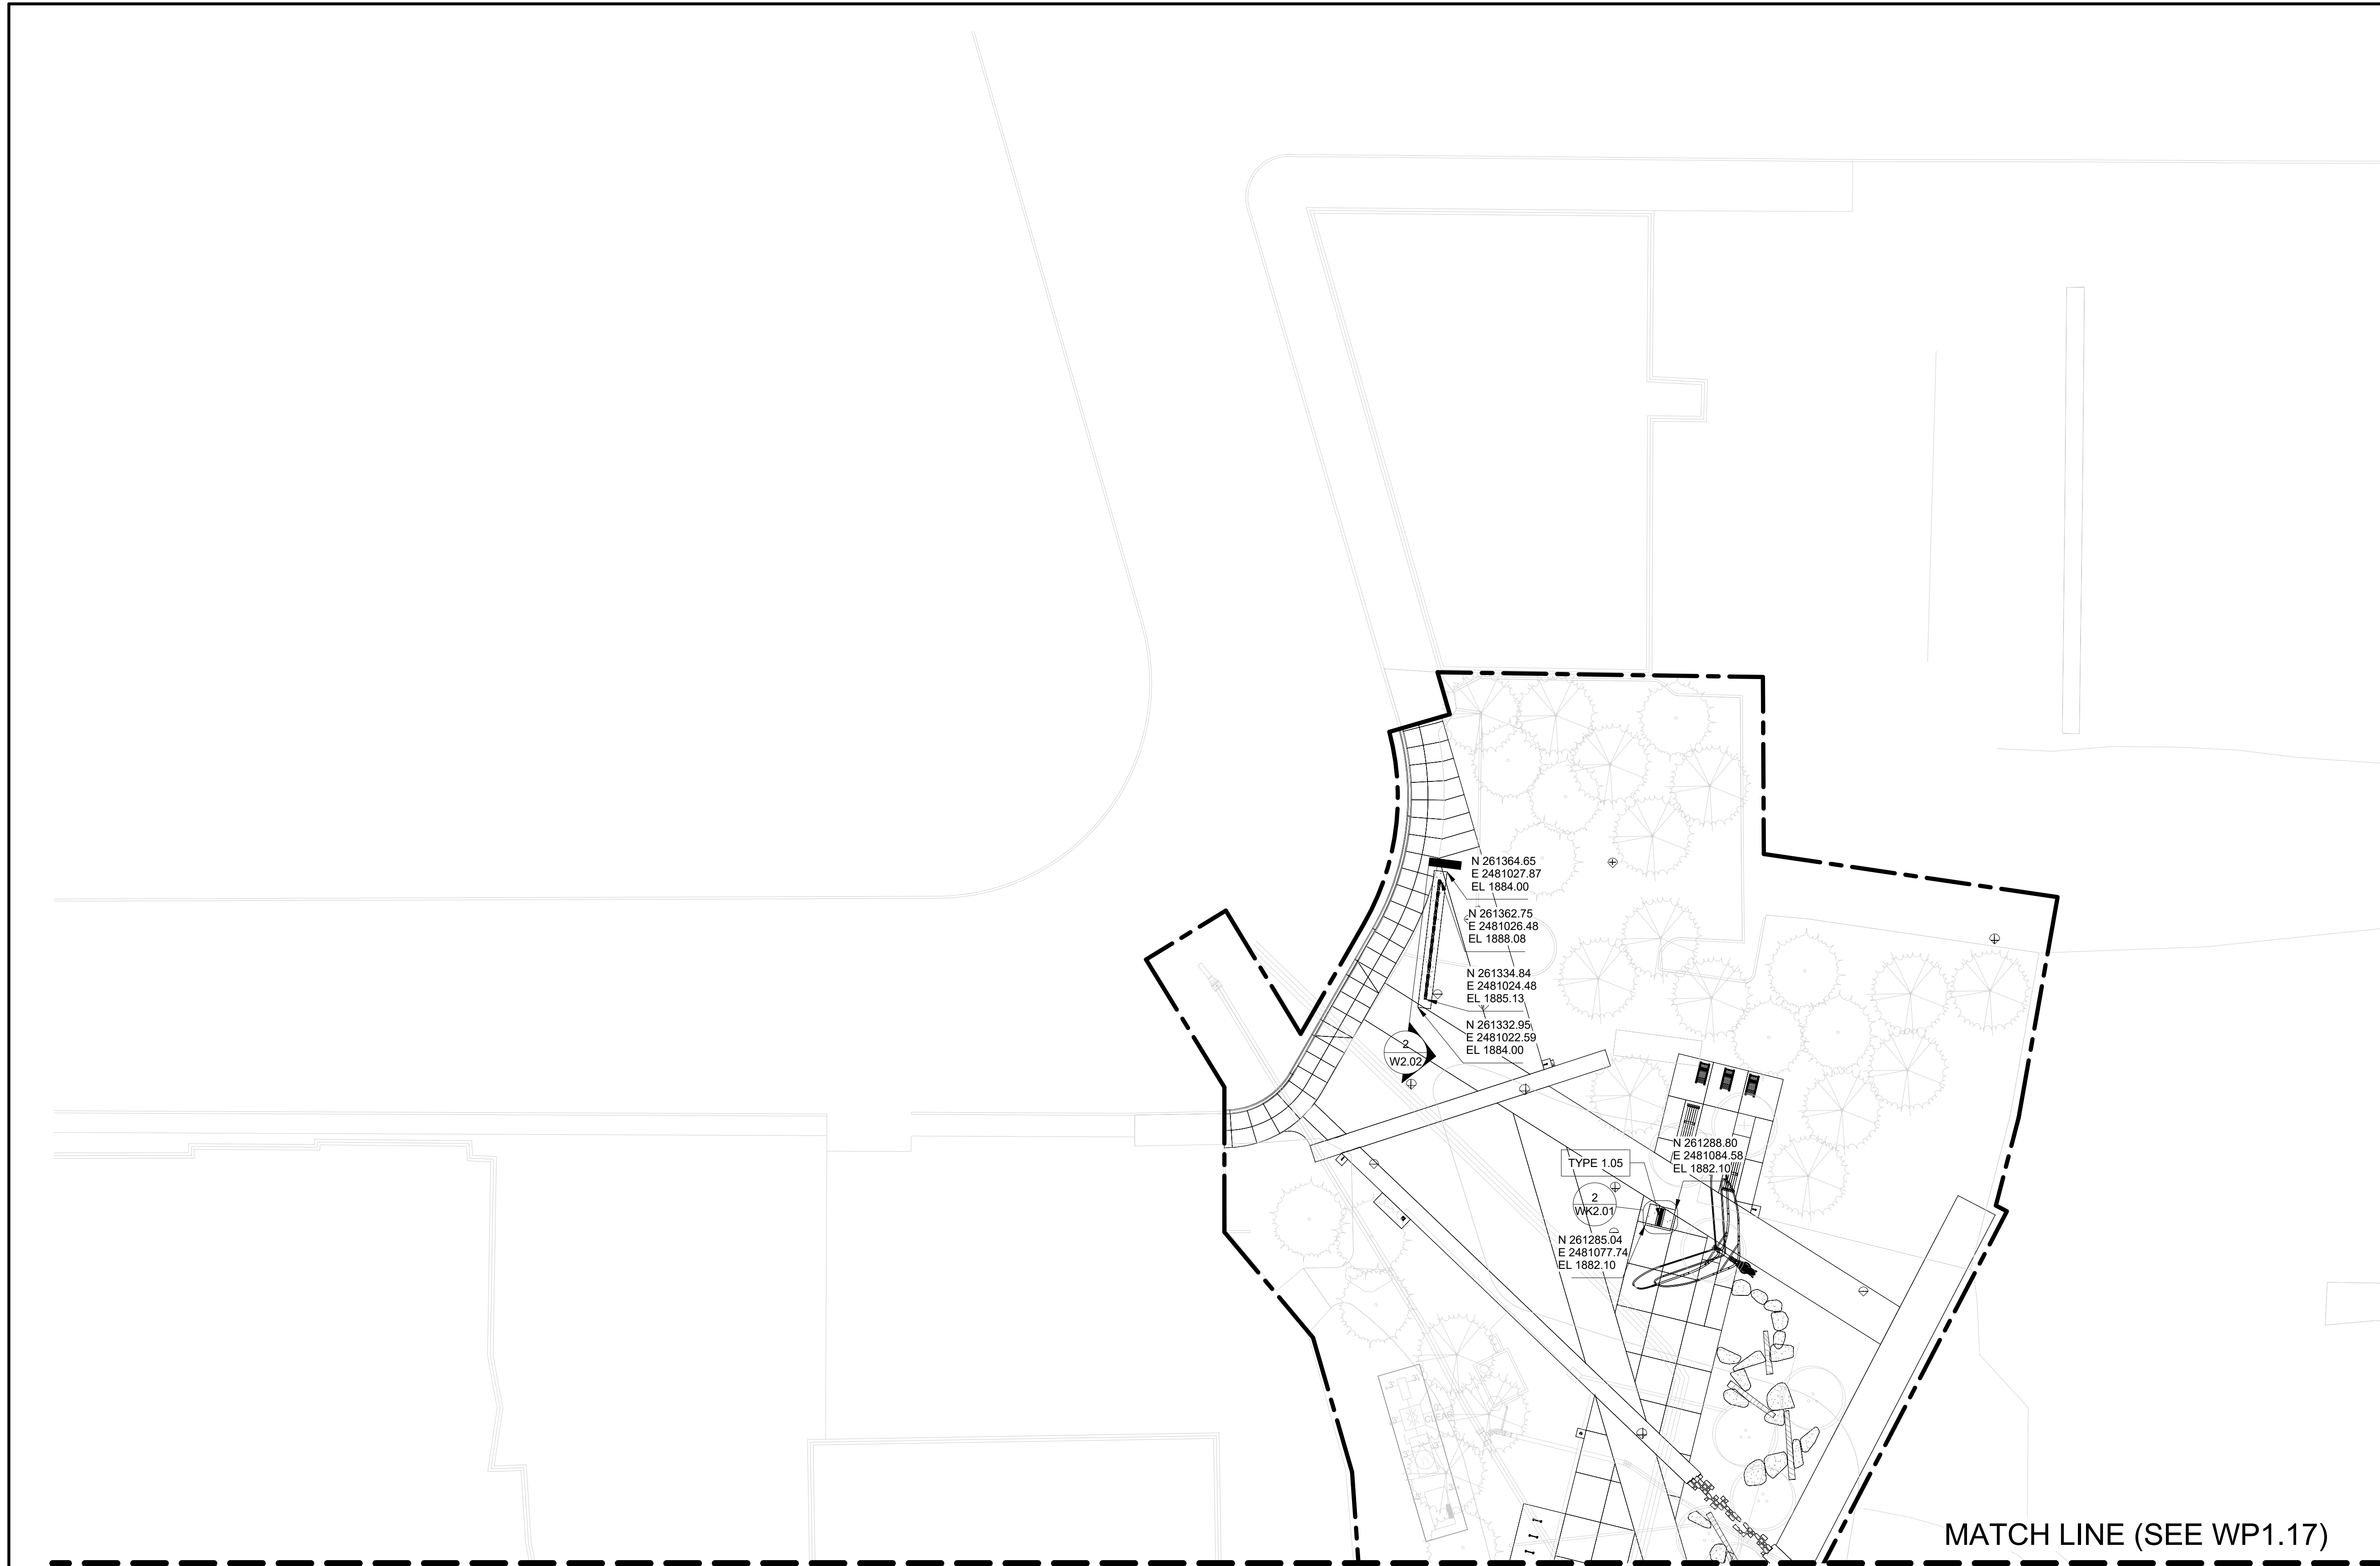 N 261364.65
E 2481027.87
EL 1884.00
N 261362.75
E 2481026.48
EL 1888.08
N 261334.84
E 2481024.48
EL 1885.13
N 261332.95
E 2481022.59
EL 1884.00
2
W2.02
N 261288.80
E 2481084.58
EL 1882.10
TYPE 1.05
2
WK2.01
N 261285.04
E 2481077.74
EL 1882.10
MATCH LINE (SEE WP1.17)